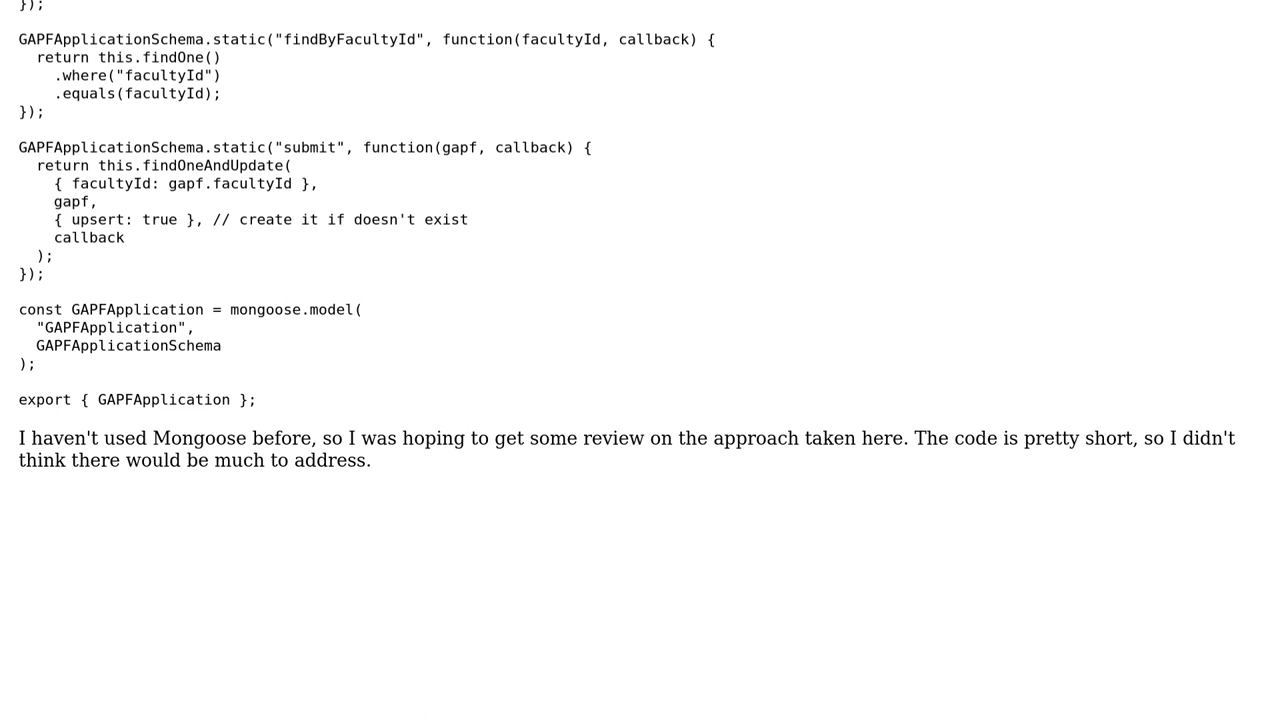 });
GAPFApplicationSchema.static("findByFacultyId", function(facultyId, callback) {
  return this.findOne()
    .where("facultyId")
    .equals(facultyId);
});
GAPFApplicationSchema.static("submit", function(gapf, callback) {
  return this.findOneAndUpdate(
    { facultyId: gapf.facultyId },
    gapf,
    { upsert: true }, // create it if doesn't exist
    callback
  );
});
const GAPFApplication = mongoose.model(
  "GAPFApplication",
  GAPFApplicationSchema
);
export { GAPFApplication };
I haven't used Mongoose before, so I was hoping to get some review on the approach taken here. The code is pretty short, so I didn't
think there would be much to address.